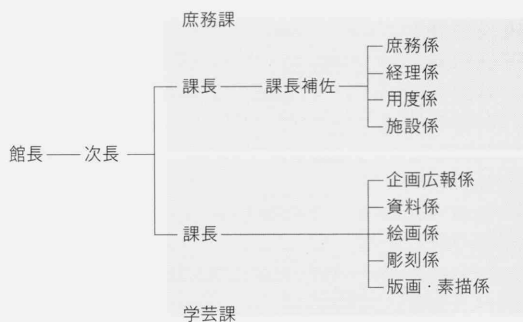 庶務課
庶務係
経理係
課長 課長補佐
用度係
施設係
館長 次長
企画広報係
資料係
課長 絵画係
彫刻係
版画・素描係
学芸課